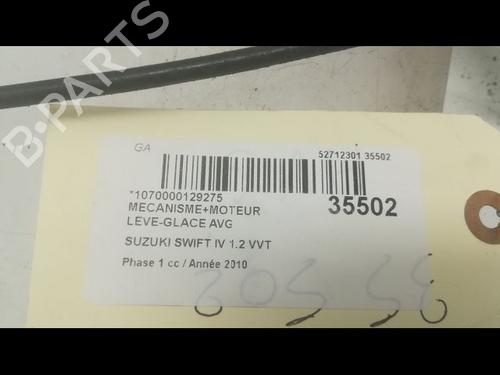 B-PARTS
GA
52712301 35502
*1070000129275
35502
MECANISME+MOTEUR
LEVE-GLACE AVG
SUZUKI SWIFT IV 1.2 VVT
Phase 1 cc / Année 2010